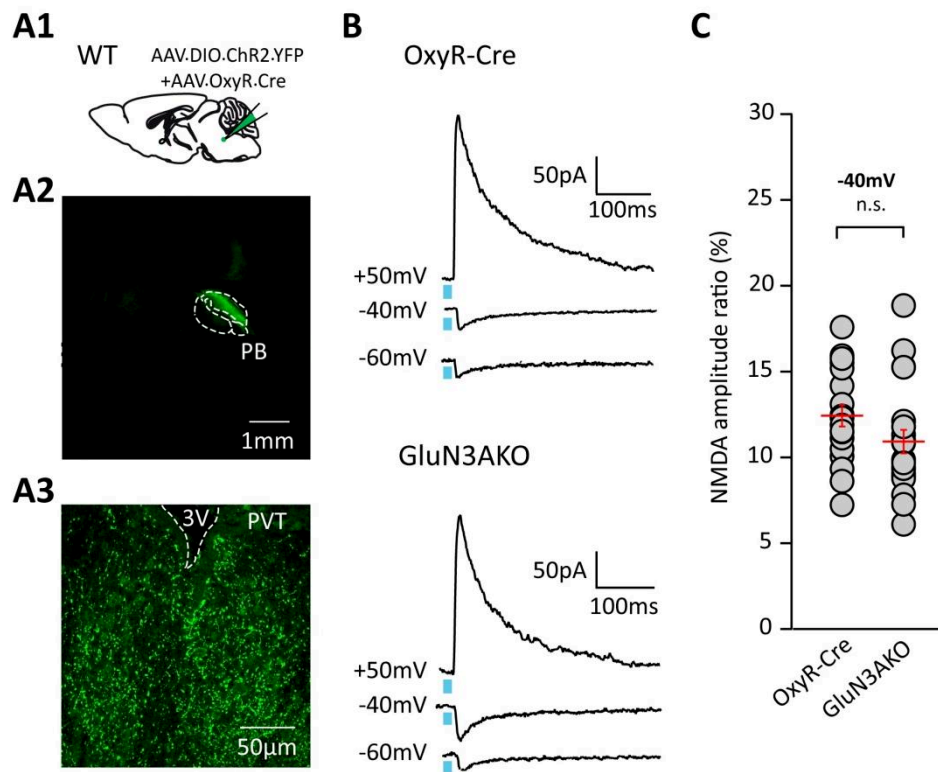 A1
WT
AAV.DIO.ChR2.YFP
+AAV.OxyR.Cre
A2
PB
1mm
A3
3V
PVT
50μm
B
OxyR-Cre
50pA
100ms
+50mV
-40mV
-60mV
GluN3AKO
50pA
100ms
+50mV
-40mV
-60mV
C
NMDA amplitude ratio (%)
30
25
20
15
10
5
0
-40mV
n.s.
OxyR-Cre
GluN3AKO